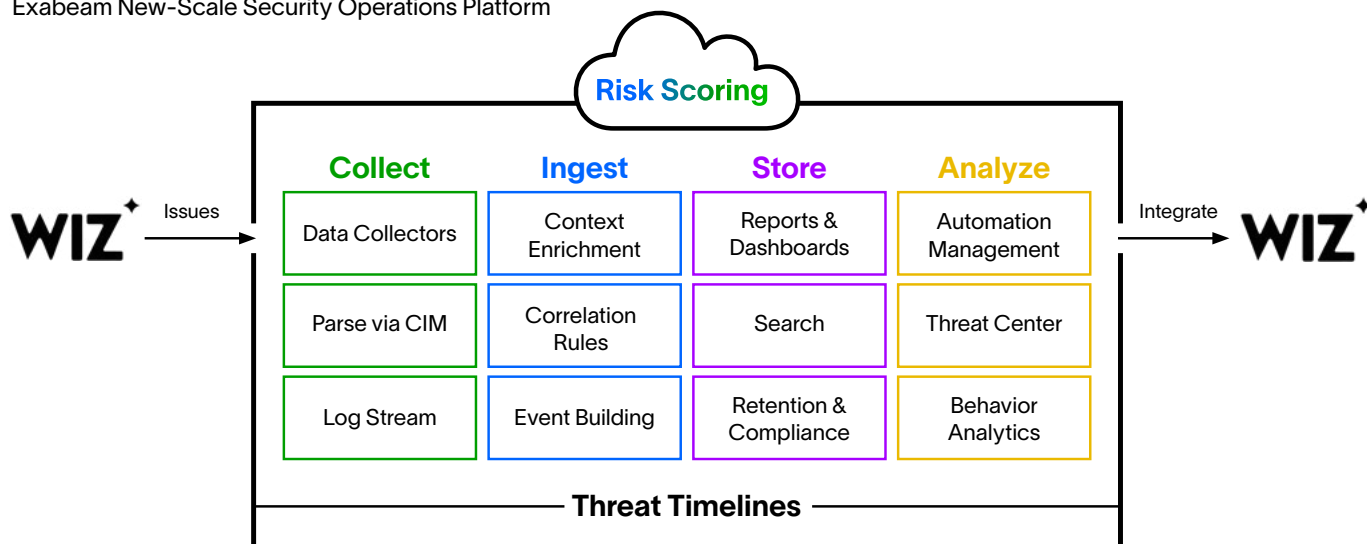 Exabeam New-Scale Security Operations Platform
Risk Scoring
Collect
Ingest
Store
Analyze
WIZ
Issues
Data Collectors
Context
Enrichment
Reports &
Dashboards
Automation
Management
Integrate
WIZ
Parse via CIM
Correlation
Rules
Search
Threat Center
Log Stream
Event Building
Retention &
Compliance
Behavior
Analytics
Threat Timelines